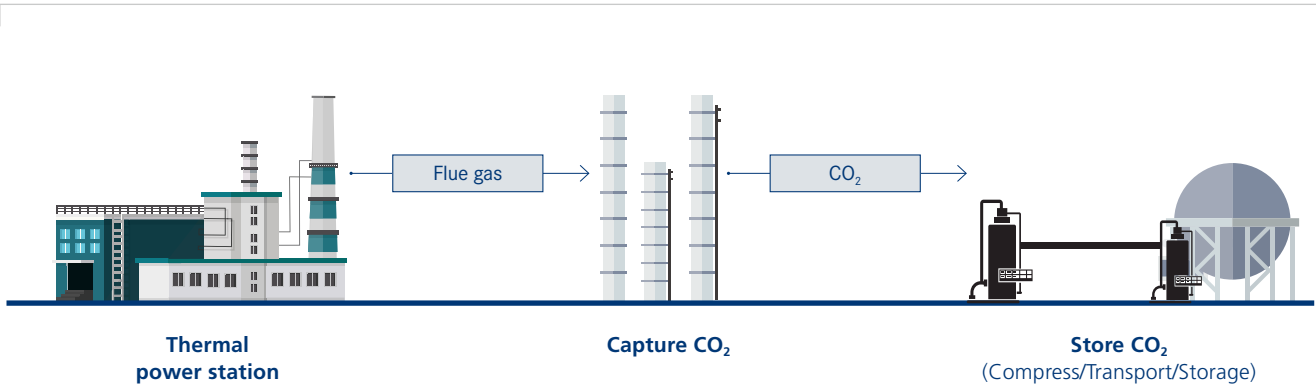 Flue gas
CO₂
Thermal
power station
Capture CO₂
Store CO₂
(Compress/Transport/Storage)